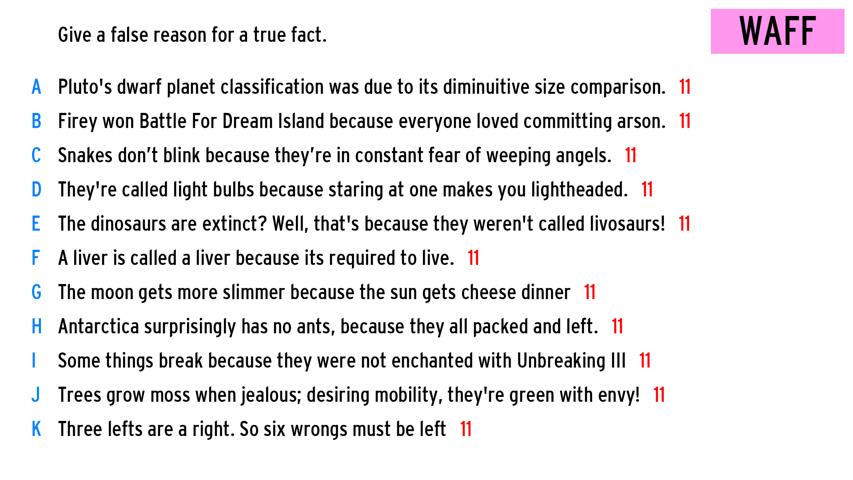 Give a false reason for a true fact.
WAFF
A Pluto's dwarf planet classification was due to its diminuitive size comparison. 11
B Firey won Battle For Dream Island because everyone loved committing arson. 11
C Snakes don’t blink because they’re in constant fear of weeping angels. 11
D They're called light bulbs because staring at one makes you lightheaded. 11
E The dinosaurs are extinct? Well, that's because they weren't called livosaurs! 11
F A liver is called a liver because its required to live. 11
G The moon gets more slimmer because the sun gets cheese dinner 11
H Antarctica surprisingly has no ants, because they all packed and left. 11
I Some things break because they were not enchanted with Unbreaking III 11
J Trees grow moss when jealous; desiring mobility, they're green with envy! 11
K Three lefts are a right. So six wrongs must be left 11